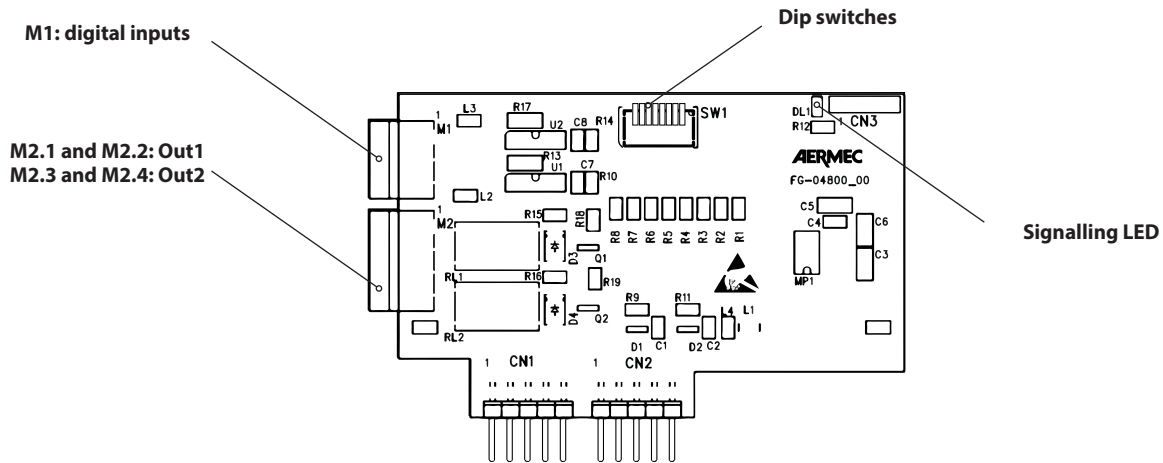 Dip switches
M1: digital inputs
M2.1 and M2.2: Out1
M2.3 and M2.4: Out2
Signalling LED
1
M1
L3
R17
U2
C8
R14
SW1
DL1
1
CN3
R12
R13
U1
C7
R10
AERMEC
FG-04800_00
L2
1
M2
R15
R18
R8
R7
R6
R5
R4
R3
R2
R1
C5
C4
C6
C3
D3
Q1
RL1
R16
R19
MP1
D4
Q2
R9
R11
L4
L1
RL2
D1
C1
D2
C2
1
CN1
1
CN2